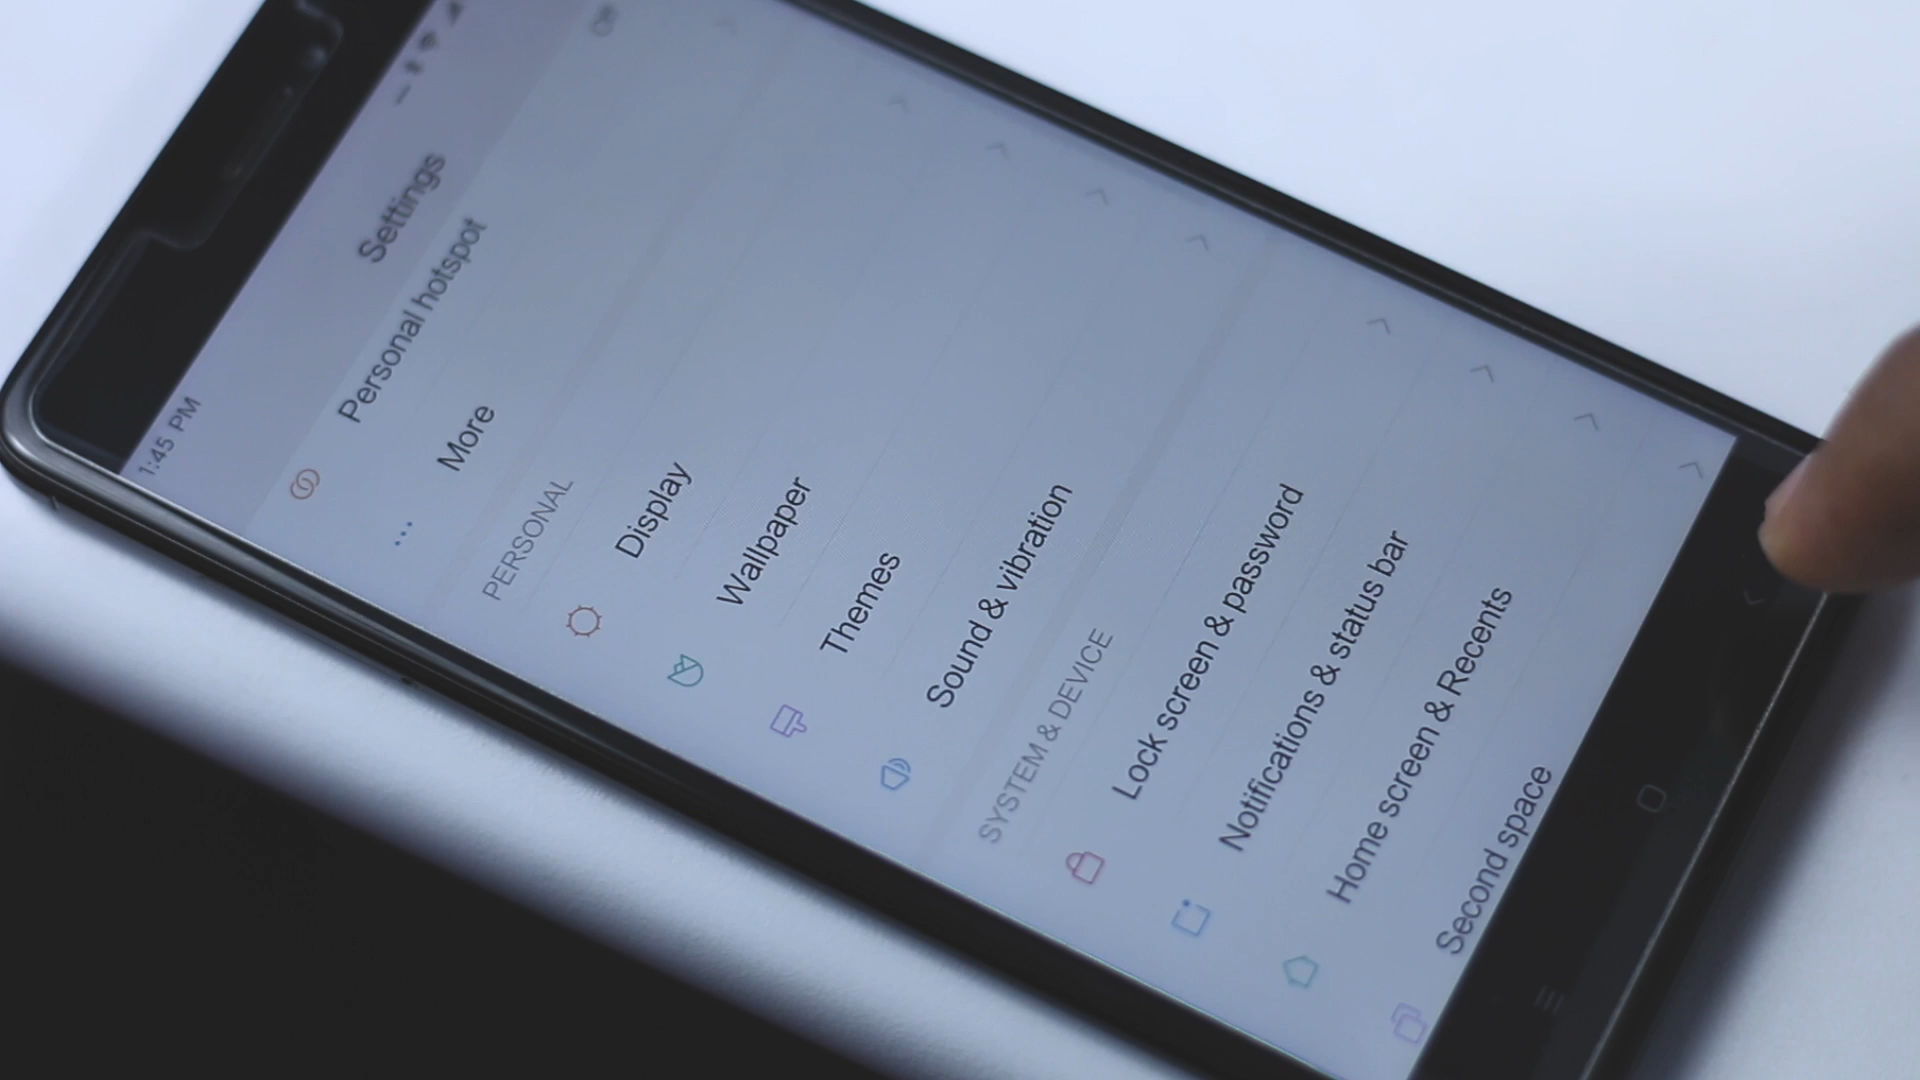 1:45 PM
Settings
Personal hotspot
Off
More
PERSONAL
Display
Wallpaper
Themes
Sound & vibration
SYSTEM & DEVICE
Lock screen & password
Notifications & status bar
Home screen & Recents
Second space